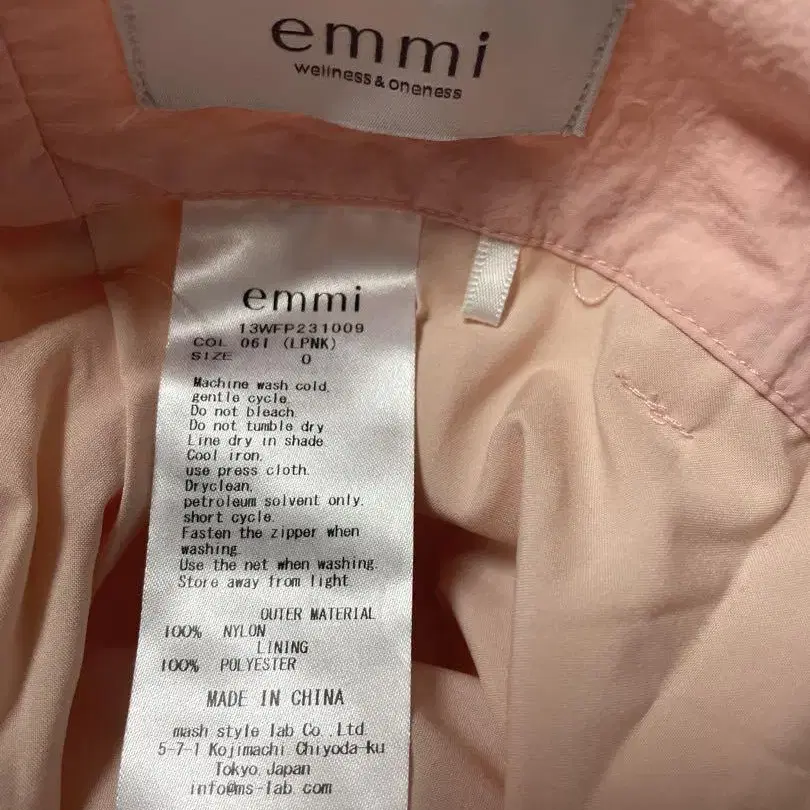 emmi
wellness & oneness
emmi
13WFP231009
COL 061 (LPNK)
SIZE 0
Machine wash cold,
gentle cycle.
Do not bleach.
Do not tumble dry
Line dry in shade
Cool iron,
use press cloth.
Dryclean,
petroleum solvent only.
short cycle.
Fasten the zipper when
washing.
Use the net when washing.
Store away from light
OUTER MATERIAL
100% NYLON
LINING
100% POLYESTER
MADE IN CHINA
mash style lab Co.,Ltd.
5-7-1 Kojimachi Chiyoda-ku
Tokyo,Japan
info@ms-lab.com